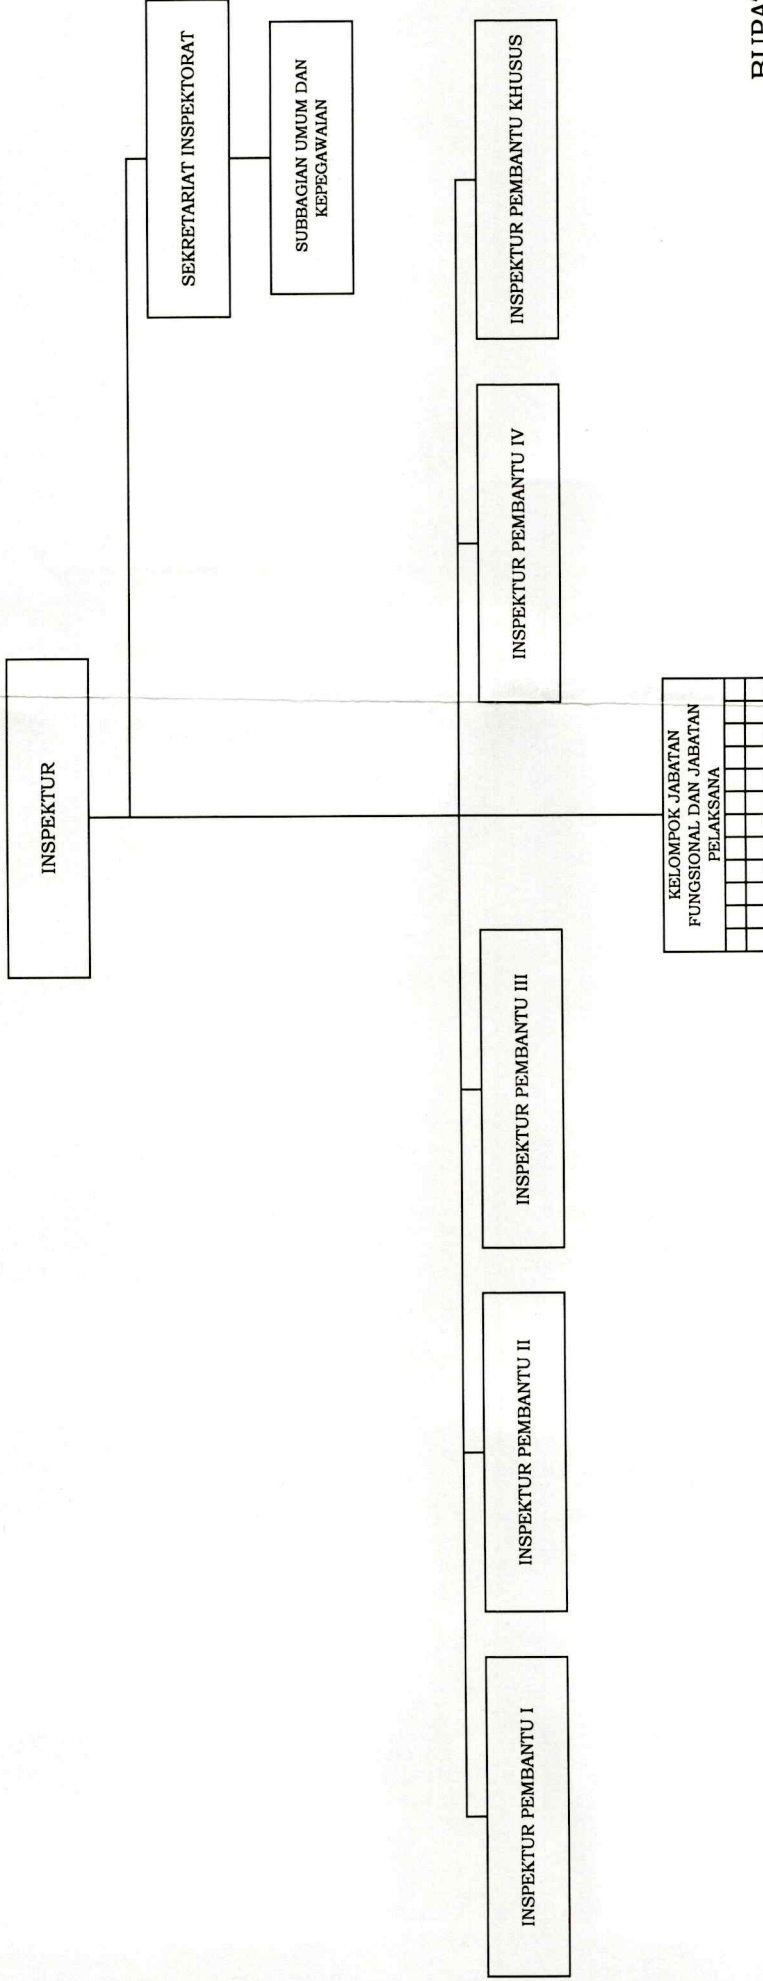 INSPEKTUR
SEKRETARIAT INSPEKTORAT
SUBBAGIAN UMUM DAN
KEPEGAWAIAN
INSPEKTUR PEMBANTU I
INSPEKTUR PEMBANTU II
INSPEKTUR PEMBANTU III
INSPEKTUR PEMBANTU IV
INSPEKTUR PEMBANTU KHUSUS
KELOMPOK JABATAN
FUNGSIONAL DAN JABATAN
PELAKSANA